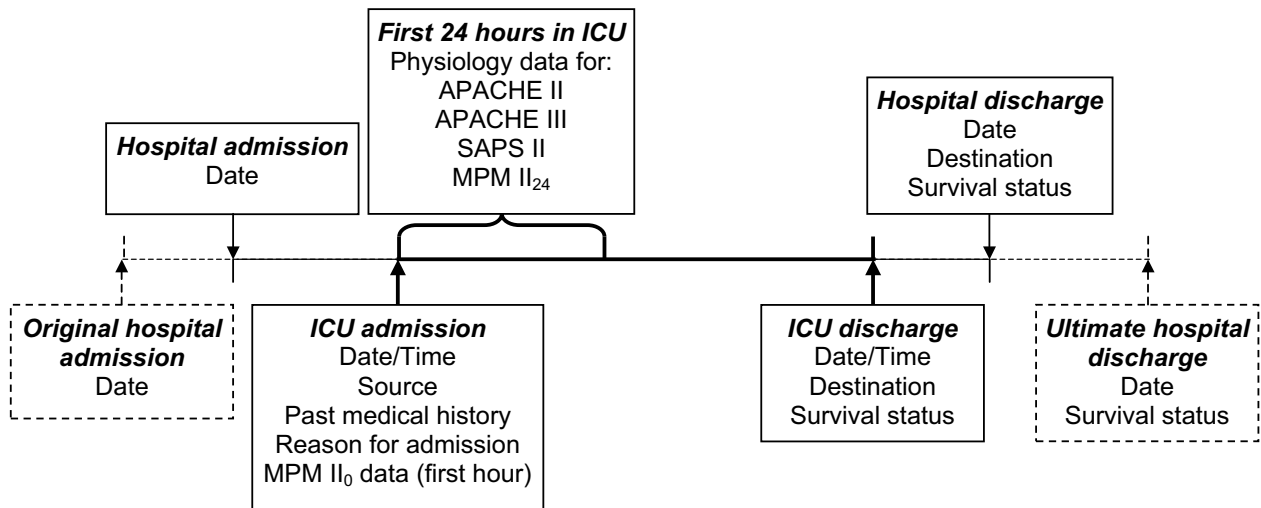 First 24 hours in ICU
Physiology data for:
APACHE II
APACHE III
SAPS II
MPM II₂₄
Hospital admission
Date
Hospital discharge
Date
Destination
Survival status
Original hospital
admission
Date
ICU admission
Date/Time
Source
Past medical history
Reason for admission
MPM II₀ data (first hour)
ICU discharge
Date/Time
Destination
Survival status
Ultimate hospital
discharge
Date
Survival status